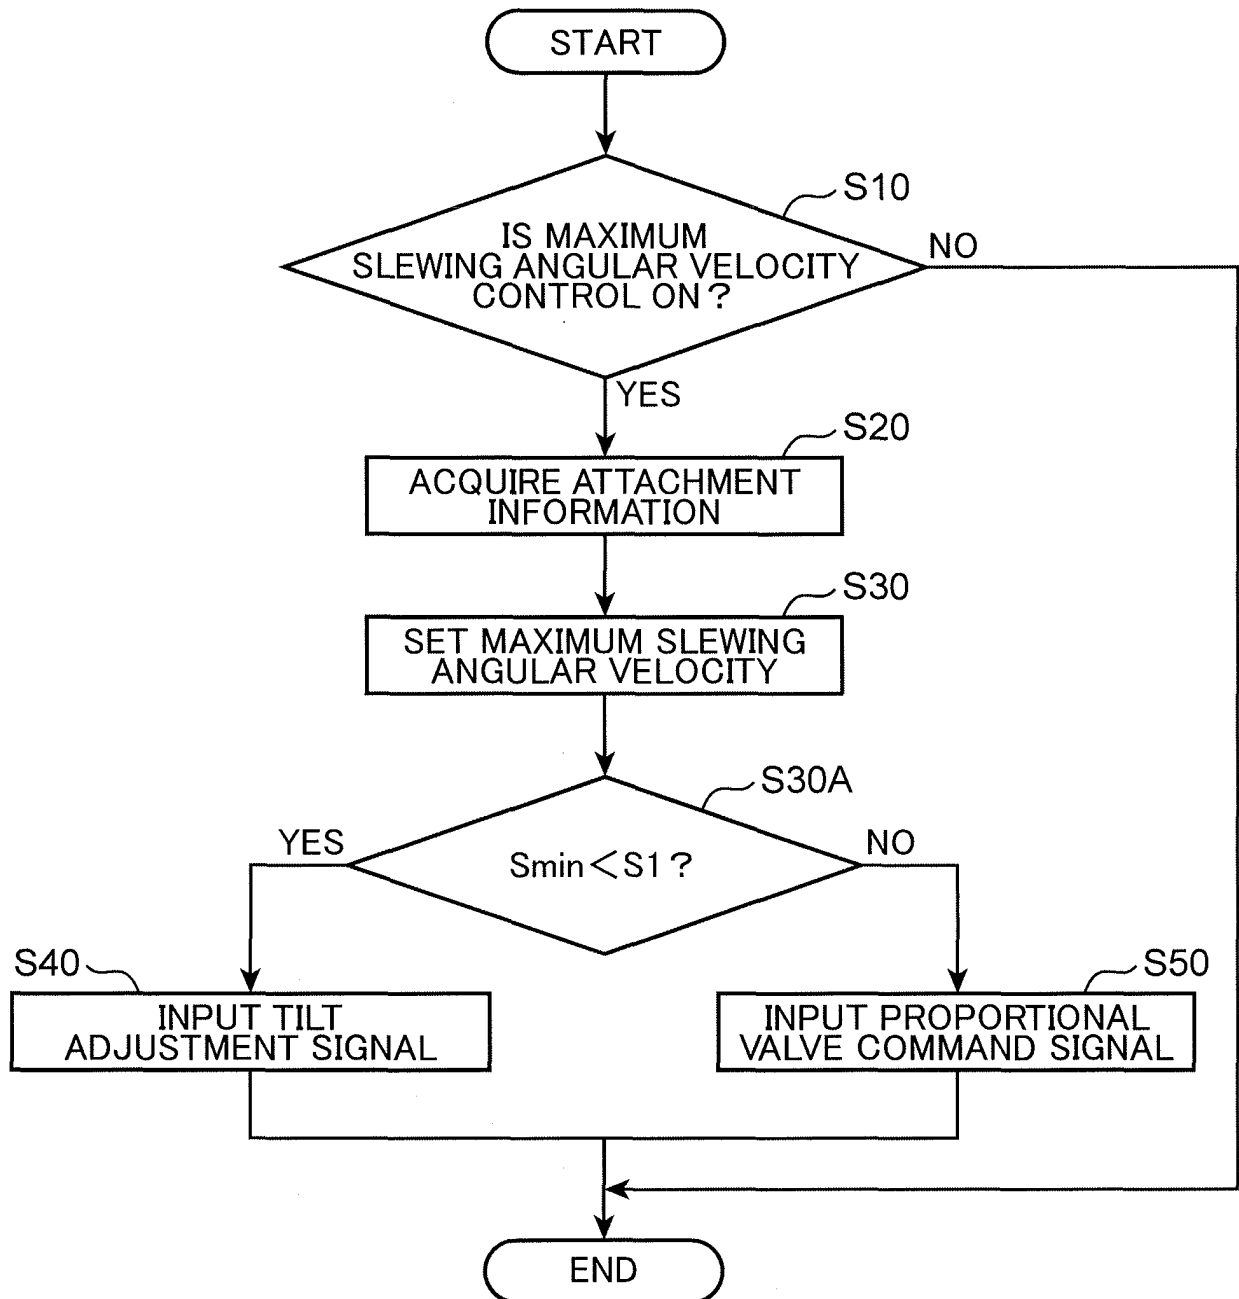 START
S10
IS MAXIMUM
SLEWING ANGULAR VELOCITY
CONTROL ON?
NO
YES
S20
ACQUIRE ATTACHMENT
INFORMATION
S30
SET MAXIMUM SLEWING
ANGULAR VELOCITY
S30A
YES
Smin<S1?
NO
S40
INPUT TILT
ADJUSTMENT SIGNAL
S50
INPUT PROPORTIONAL
VALVE COMMAND SIGNAL
END